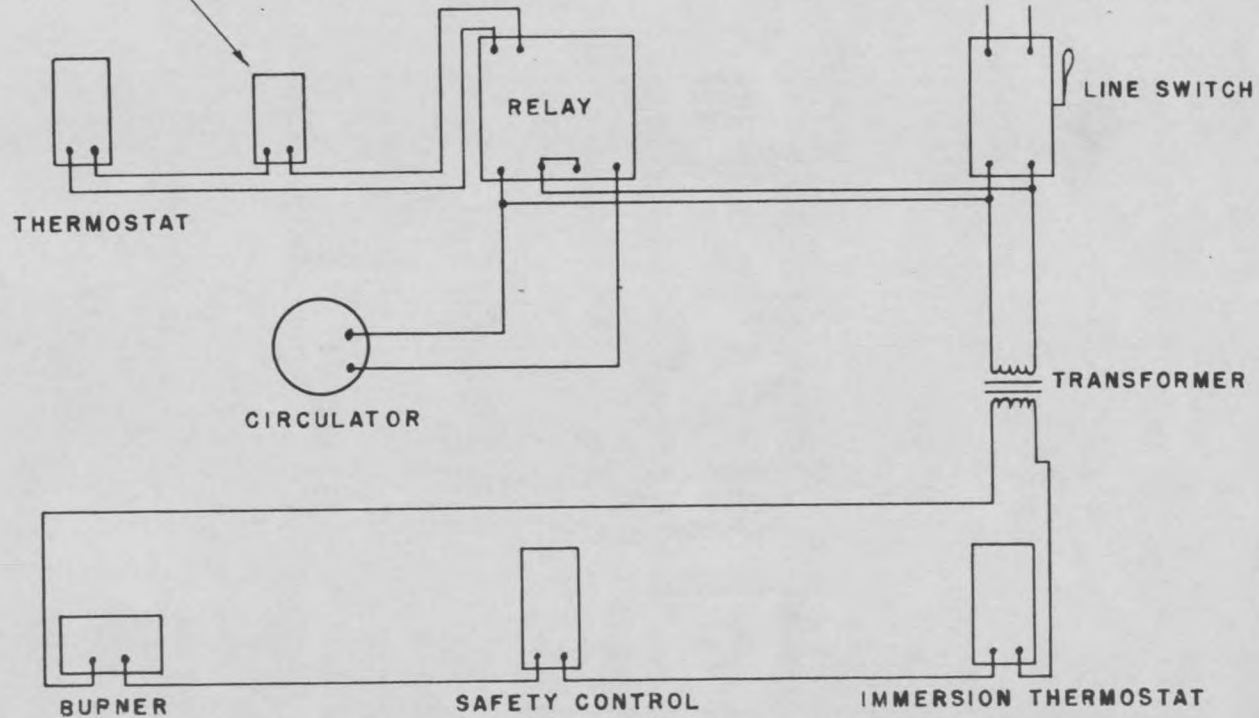 RELAY
LINE SWITCH
THERMOSTAT
TRANSFORMER
CIRCULATOR
BUPNER
SAFETY CONTROL
IMMERSION THERMOSTAT